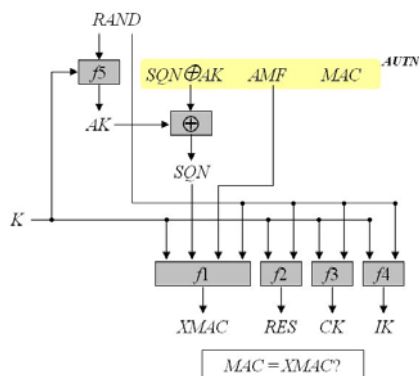 RAND
AUTN
f5
SQN ⊕ AK AMF MAC
AK ⊕
SQN
K
f1 f2 f3 f4
XMAC RES CK IK
MAC = XMAC?